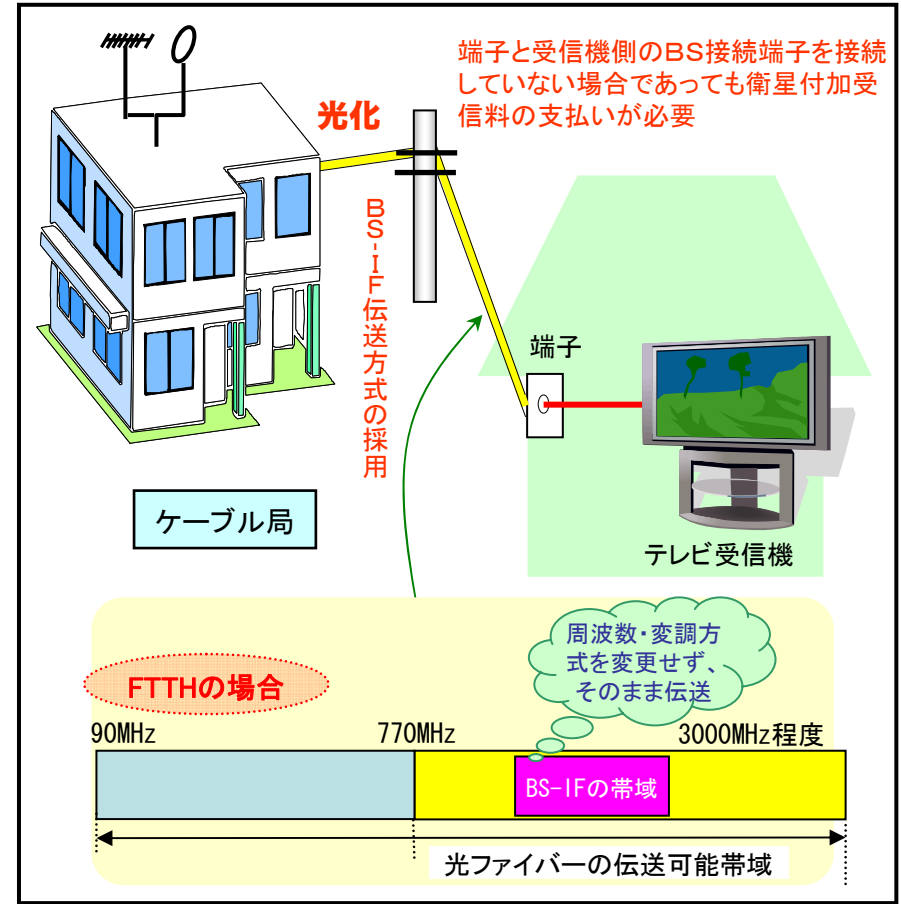 端子と受信機側のBS接続端子を接続
していない場合であっても衛星付加受
信料の支払いが必要
光化
BS-IF伝送方式の採用
端子
ケーブル局
テレビ受信機
周波数・変調方
式を変更せず、
そのまま伝送
FTTHの場合
90MHz 770MHz 3000MHz程度
BS-IFの帯域
光ファイバーの伝送可能帯域